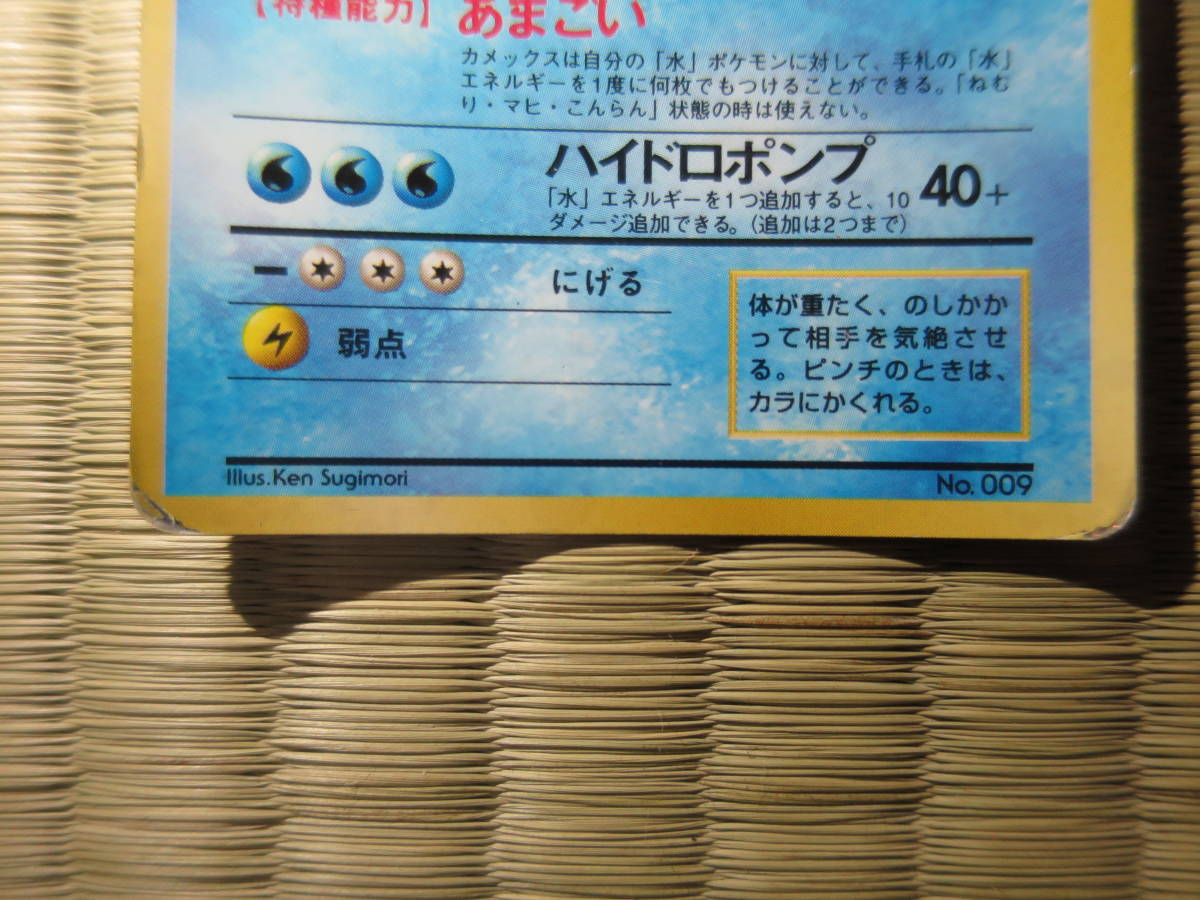 【特殊能力】 あまごい
カメックスは自分の「水」ポケモンに対して、手札の「水」
エネルギーを1度に何枚でもつけることができる。「ねむ
り・マヒ・こんらん」状態の時は使えない。
ハイドロポンプ 40+
「水」エネルギーを1つ追加すると、10
ダメージ追加できる。(追加は2つまで)
ー にげる
弱点
体が重たく、のしかか
って相手を気絶させ
る。ピンチのときは、
カラにかくれる。
Illus.Ken Sugimori
No. 009